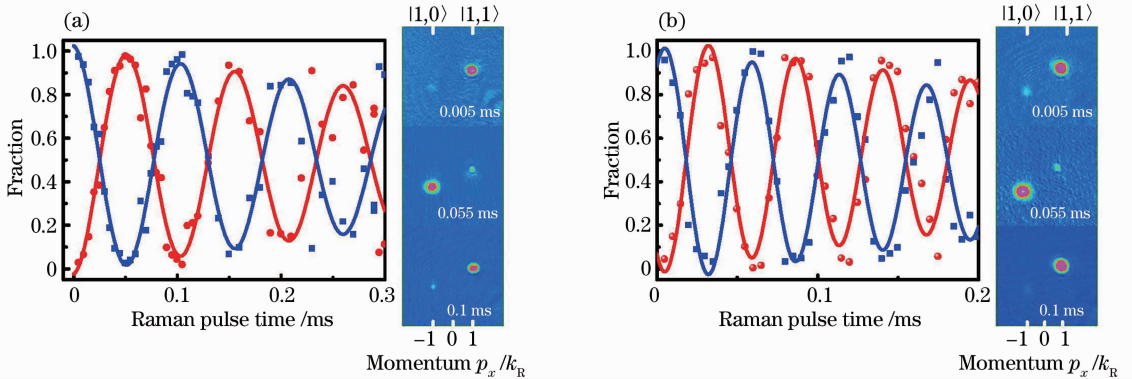 (a)
|1,0⟩ |1,1⟩
1.0
0.8
0.6
0.4
0.2
0
Fraction
0 0.1 0.2 0.3
Raman pulse time /ms
0.005 ms
0.055 ms
0.1 ms
−1 0 1
Momentum pₓ/k_R
(b)
|1,0⟩ |1,1⟩
1.0
0.8
0.6
0.4
0.2
0
Fraction
0 0.1 0.2
Raman pulse time /ms
0.005 ms
0.055 ms
0.1 ms
−1 0 1
Momentum pₓ/k_R